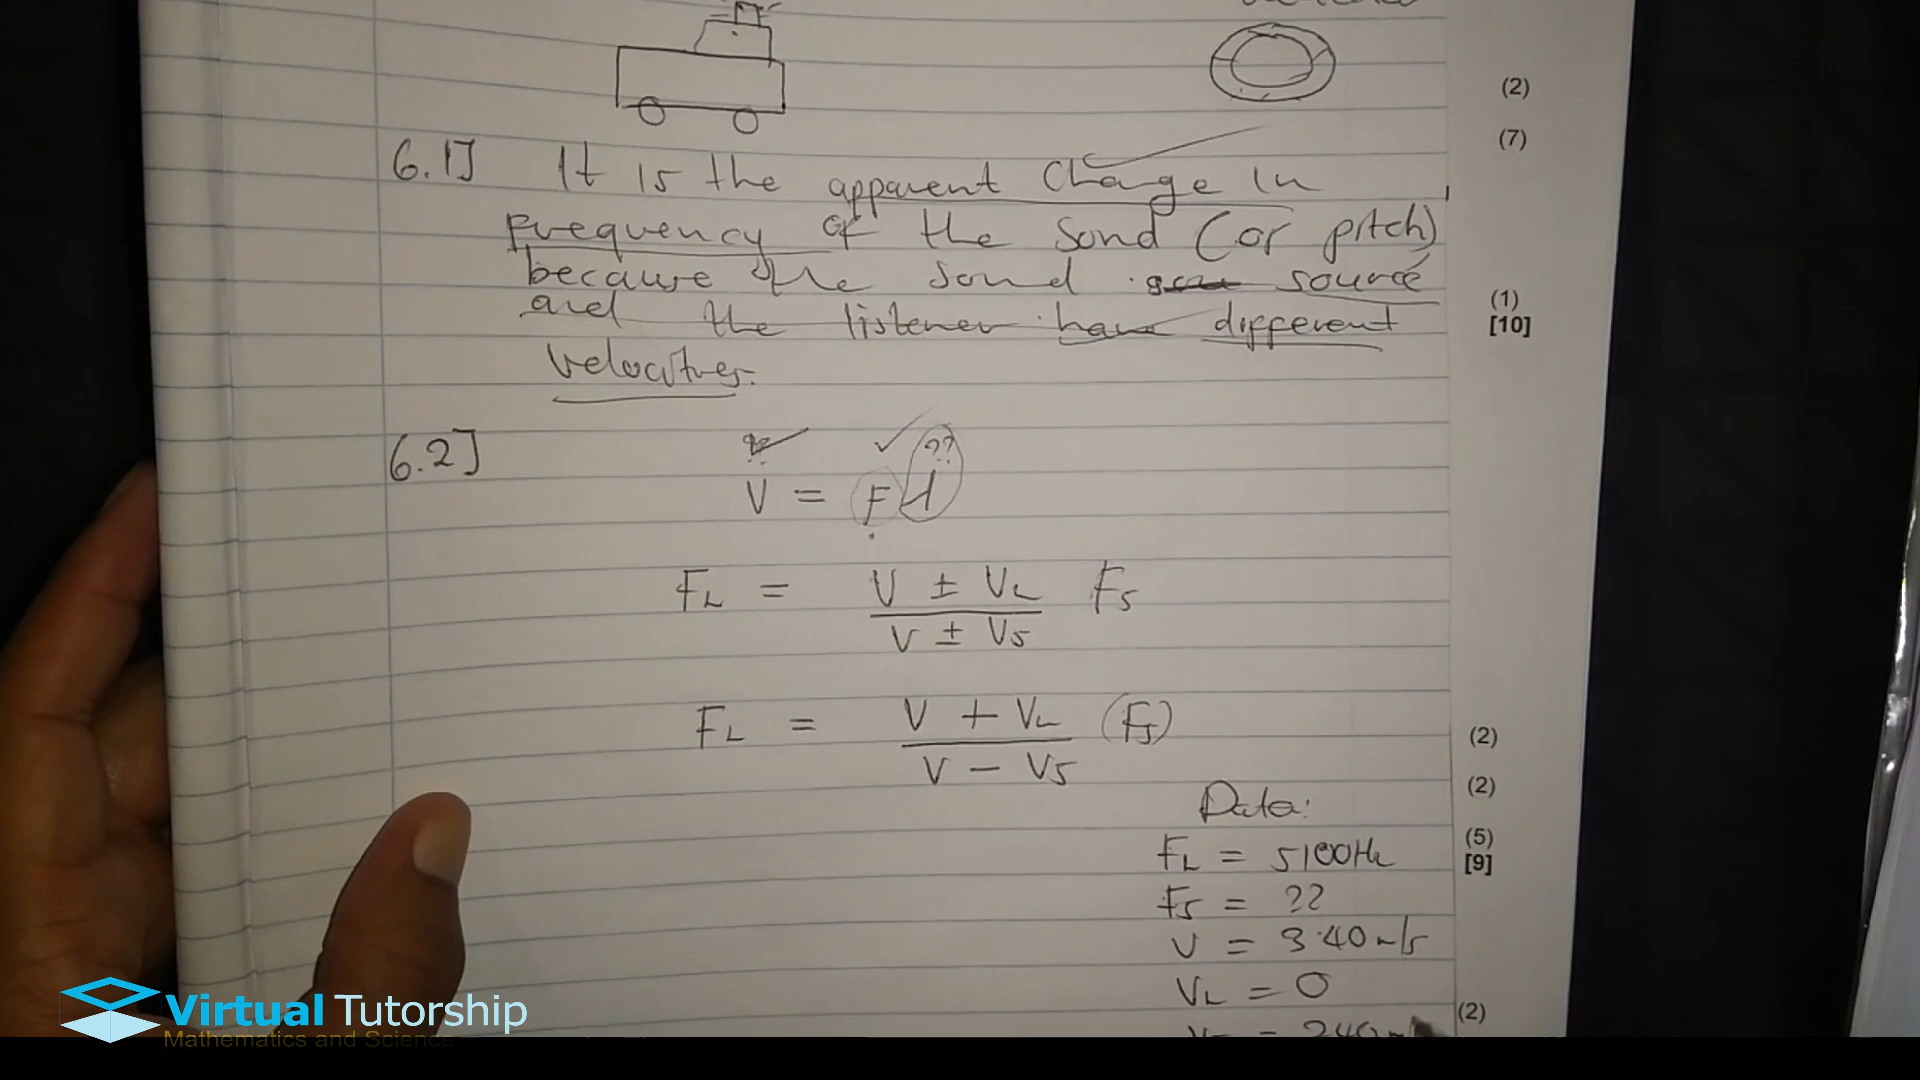 (2)
(7)
6.1] It is the apparent change in
frequency of the sond (or pitch)
because the sond source
and the listener have different
velocities.
(1)
[10]
6.2]
??
V = F λ
FL = V ± VL FS
V ± VS
FL = V + VL (FS)
V - VS
(2)
(2)
Data:
FL = 5100Hz
(5)
[9]
FS = ??
V = 340 m/s
VL = 0
(2)
Virtual Tutorship
Mathematics and Science